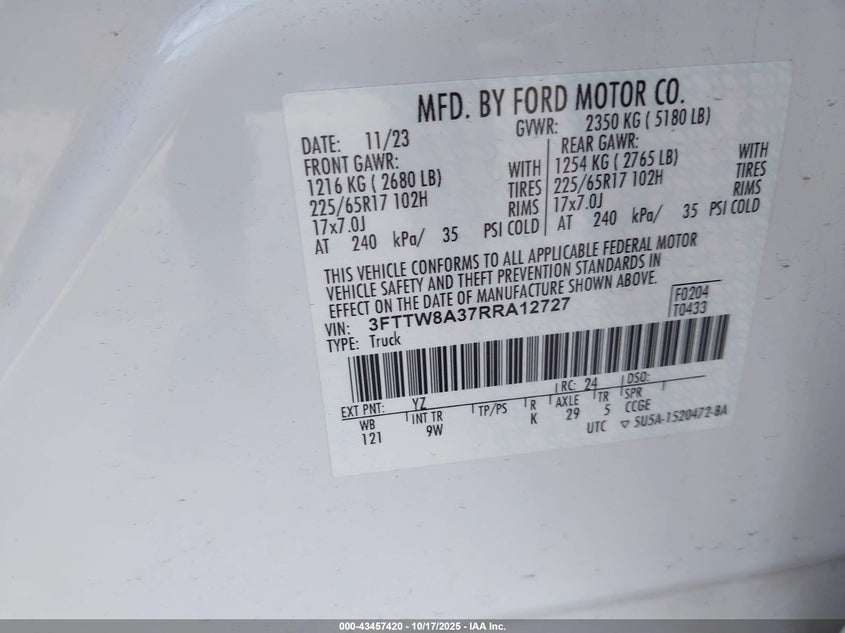 MFD. BY FORD MOTOR CO.
DATE: 11/23 GVWR: 2350 KG ( 5180 LB)
FRONT GAWR: REAR GAWR:
1216 KG ( 2680 LB) WITH 1254 KG ( 2765 LB) WITH
225/65R17 102H TIRES 225/65R17 102H TIRES
17x7.0J RIMS 17x7.0J RIMS
AT 240 kPa/ 35 PSI COLD AT 240 kPa/ 35 PSI COLD
THIS VEHICLE CONFORMS TO ALL APPLICABLE FEDERAL MOTOR
VEHICLE SAFETY AND THEFT PREVENTION STANDARDS IN
EFFECT ON THE DATE OF MANUFACTURE SHOWN ABOVE.
VIN: 3FTTW8A37RRA12727 F0204
TYPE: Truck T0433
EXT PNT: YZ RC: 24 DSO:
WB INT TR TP/PS R AXLE TR SPR
121 9W K 29 5 CCGE
UTC ▽ 5U5A-1520472-BA
000-43457420 | 10/17/2025 - IAA Inc.